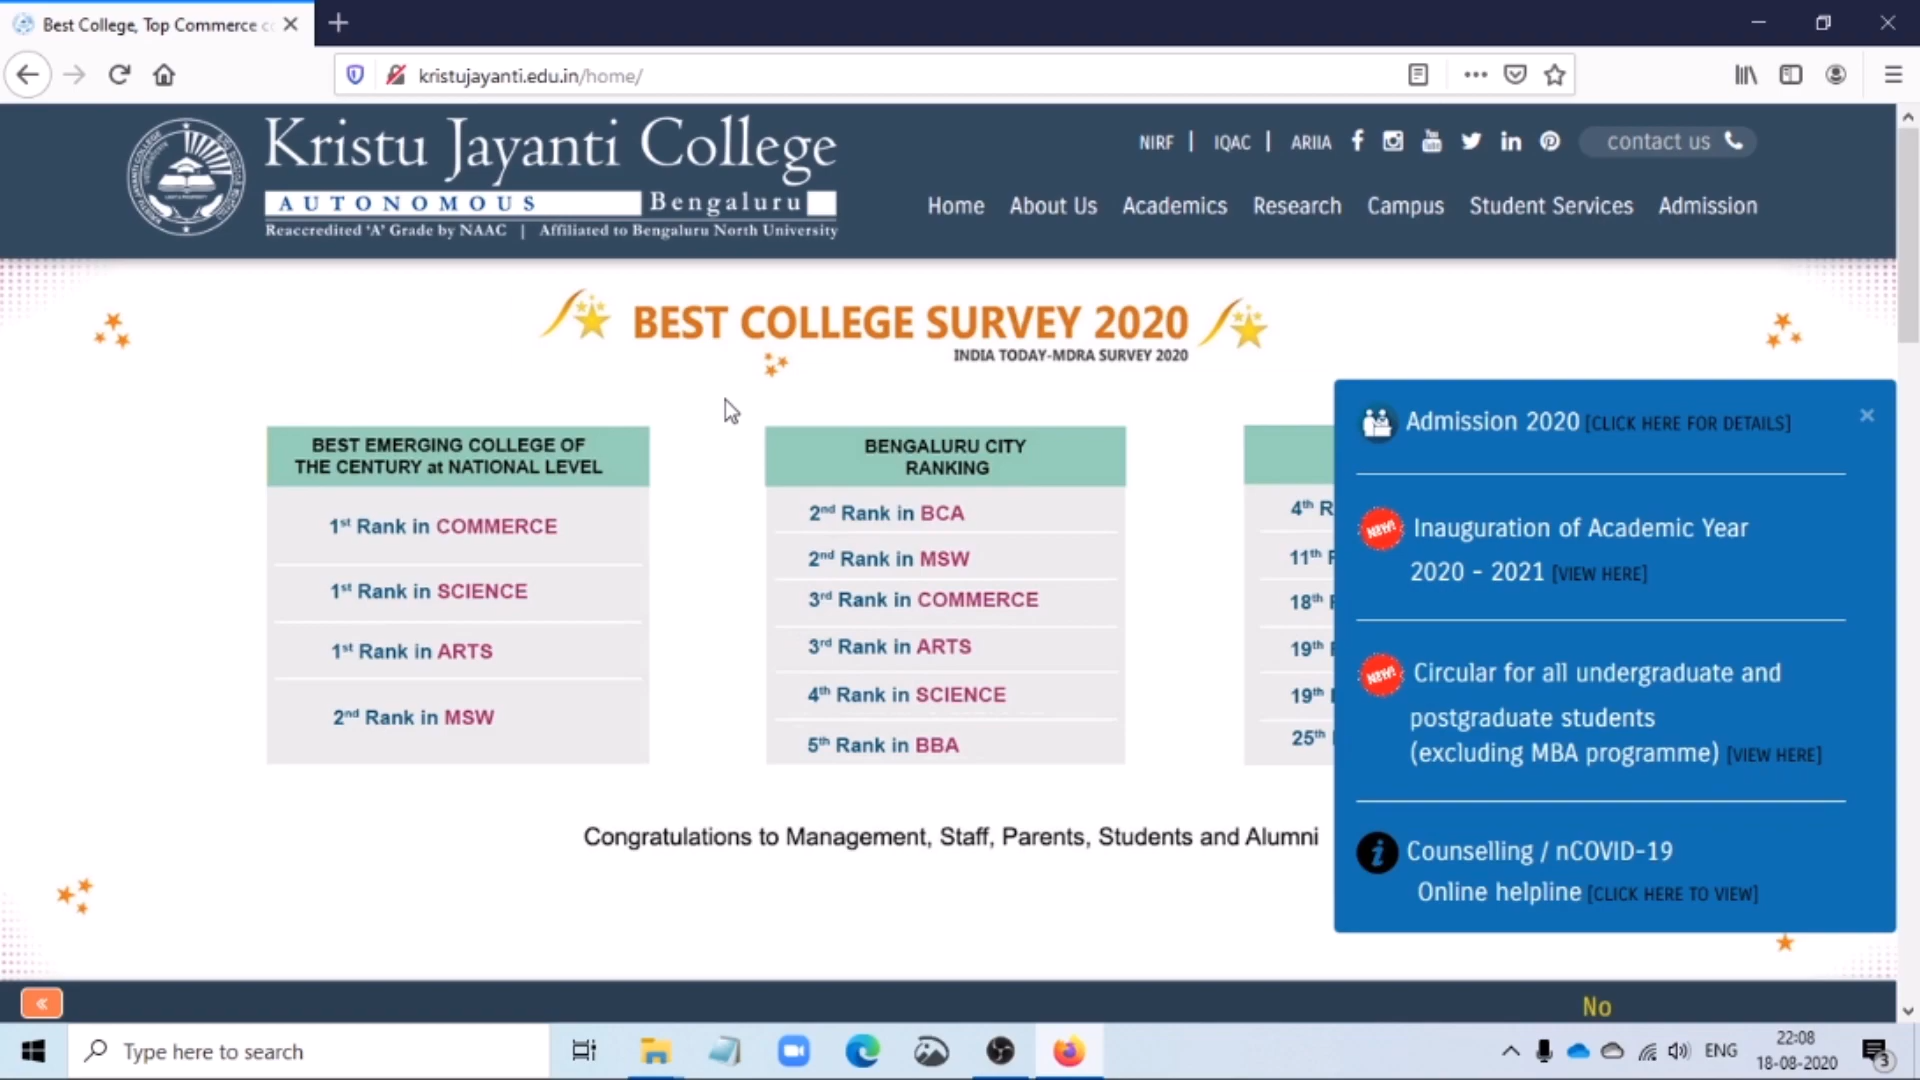 Best College, Top Commerce c
kristujayanti.edu.in/home/
Kristu Jayanti College
AUTONOMOUS Bengaluru
Reaccredited 'A' Grade by NAAC | Affiliated to Bengaluru North University
NIRF | IQAC | ARIIA
contact us
Home About Us Academics Research Campus Student Services Admission
BEST COLLEGE SURVEY 2020
INDIA TODAY-MDRA SURVEY 2020
BEST EMERGING COLLEGE OF
THE CENTURY at NATIONAL LEVEL
1st Rank in COMMERCE
1st Rank in SCIENCE
1st Rank in ARTS
2nd Rank in MSW
BENGALURU CITY
RANKING
2nd Rank in BCA
2nd Rank in MSW
3rd Rank in COMMERCE
3rd Rank in ARTS
4th Rank in SCIENCE
5th Rank in BBA
4th R
11th
18th
19th
19th
25th
Admission 2020 [CLICK HERE FOR DETAILS]
NEW!
Inauguration of Academic Year
2020 - 2021 [VIEW HERE]
NEW!
Circular for all undergraduate and
postgraduate students
(excluding MBA programme) [VIEW HERE]
Counselling / nCOVID-19
Online helpline [CLICK HERE TO VIEW]
Congratulations to Management, Staff, Parents, Students and Alumni
No
Type here to search
ENG
22:08
18-08-2020
3